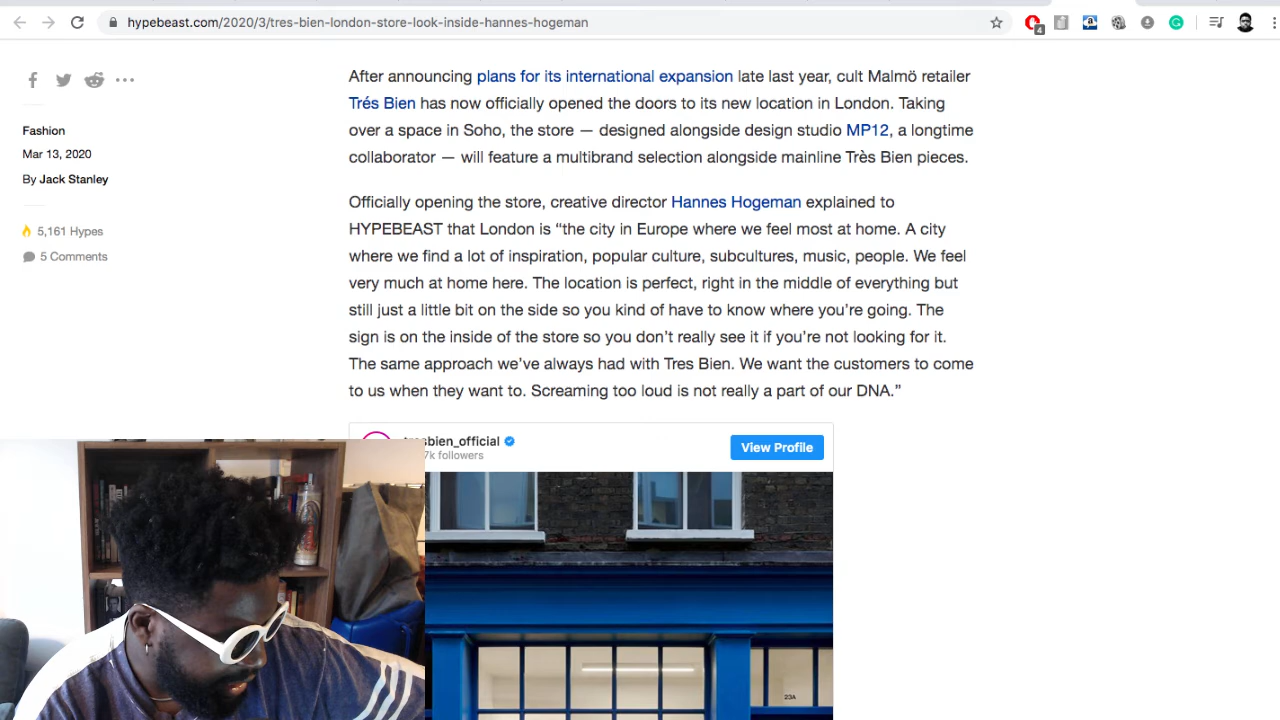 hypebeast.com/2020/3/tres-bien-london-store-look-inside-hannes-hogeman
4
Fashion
Mar 13, 2020
By Jack Stanley
5,161 Hypes
5 Comments
After announcing plans for its international expansion late last year, cult Malmö retailer
Trés Bien has now officially opened the doors to its new location in London. Taking
over a space in Soho, the store — designed alongside design studio MP12, a longtime
collaborator — will feature a multibrand selection alongside mainline Très Bien pieces.
Officially opening the store, creative director Hannes Hogeman explained to
HYPEBEAST that London is “the city in Europe where we feel most at home. A city
where we find a lot of inspiration, popular culture, subcultures, music, people. We feel
very much at home here. The location is perfect, right in the middle of everything but
still just a little bit on the side so you kind of have to know where you’re going. The
sign is on the inside of the store so you don’t really see it if you’re not looking for it.
The same approach we’ve always had with Tres Bien. We want the customers to come
to us when they want to. Screaming too loud is not really a part of our DNA.”
tresbien_official
7k followers
View Profile
23A